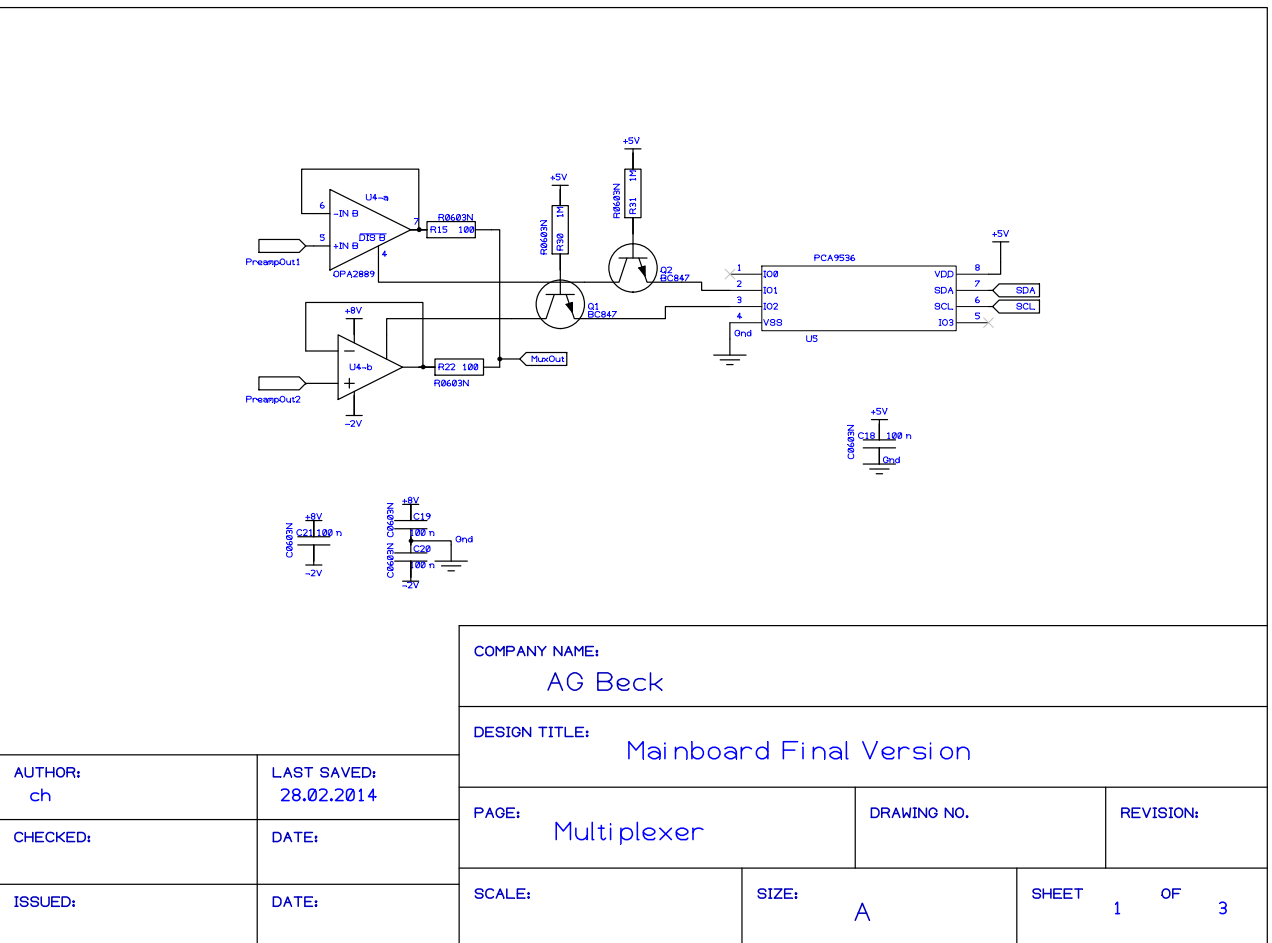 +5V
+5V
1M
R0603N
R31
U4-a
1M
R0603N
R30
6
-IN B
7
R0603N
R15 100
5
+IN B
DIS B
4
PreampOut1
OPA2889
Q2
BC847
Q1
BC847
+5V
PCA9536
1
IO0
VDD
8
2
IO1
SDA
7
SDA
3
IO2
SCL
6
SCL
4
VSS
IO3
5
Gnd
U5
+8V
U4-b
MuxOut
R22 100
R0603N
PreampOut2
-2V
+5V
C0603N
C18 100 n
Gnd
+8V
C0603N
C21 100 n
-2V
+8V
C0603N
C19
100 n
Gnd
C0603N
C20
100 n
-2V
COMPANY NAME:
AG Beck
DESIGN TITLE:
Mainboard Final Version
AUTHOR:
ch
LAST SAVED:
28.02.2014
PAGE:
Multiplexer
DRAWING NO.
REVISION:
CHECKED:
DATE:
ISSUED:
DATE:
SCALE:
SIZE:
A
SHEET 1 OF 3